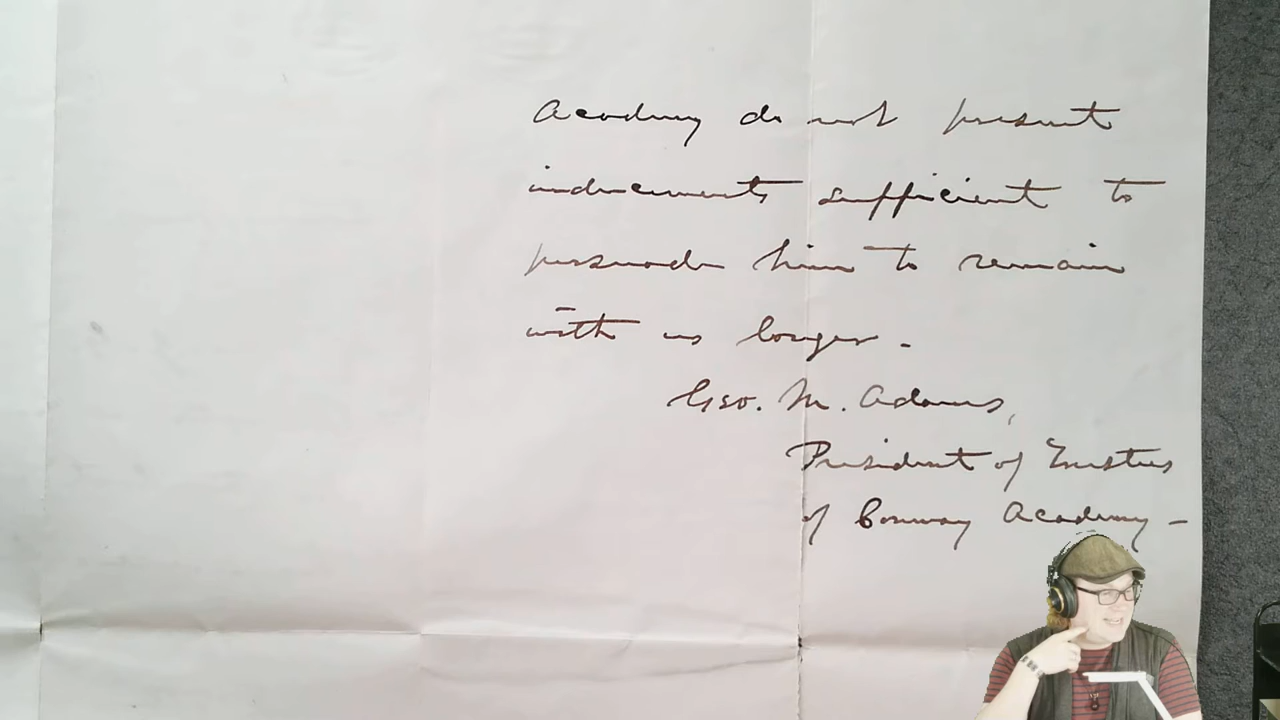 Academy do not present
inducements sufficient to
persuade him to remain
with us longer.
Geo. M. Adams,
President of Trustees
of Conway Academy -